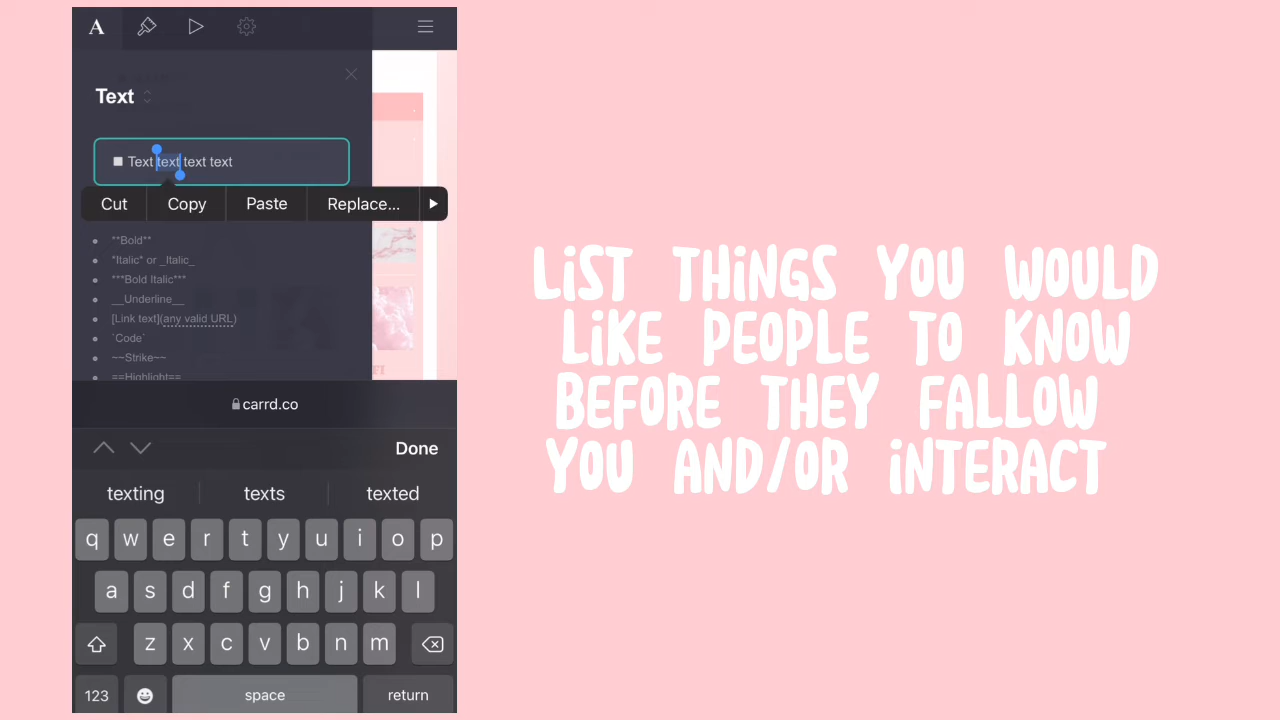 A
Text
Text text text text
Cut Copy Paste Replace...
**Bold**
*Italic* or _Italic_
***Bold Italic***
__Underline__
[Link text](any valid URL)
`Code`
~~Strike~~
==Highlight==
carrd.co
Done
texting texts texted
q w e r t y u i o p
a s d f g h j k l
z x c v b n m
123 space return
LiST THiNGS YOU WOULD
LiKE PEOPLE TO KNOW
BEFORE THEY FALLOW
YOU AND/OR iNTERACT